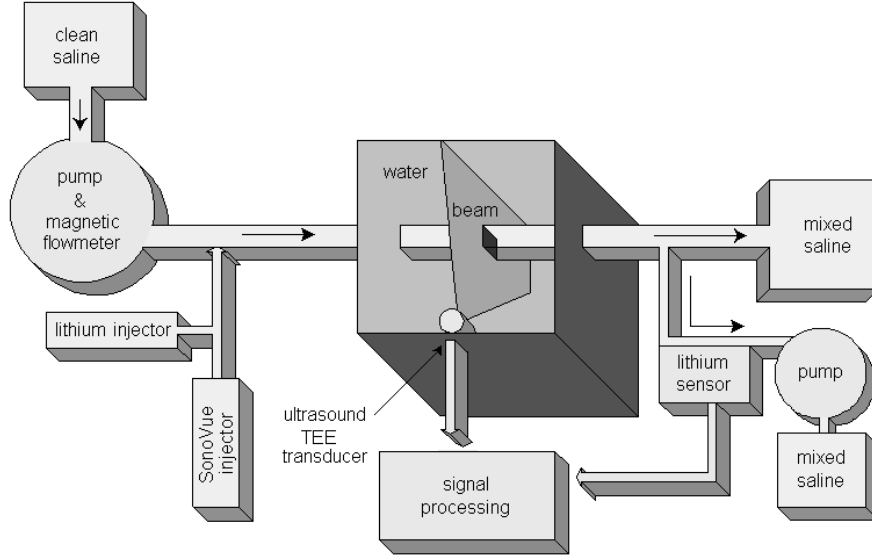 clean
saline
pump
&
magnetic
flowmeter
water
beam
mixed
saline
lithium injector
SonoVue
injector
ultrasound
TEE
transducer
lithium
sensor
pump
signal
processing
mixed
saline